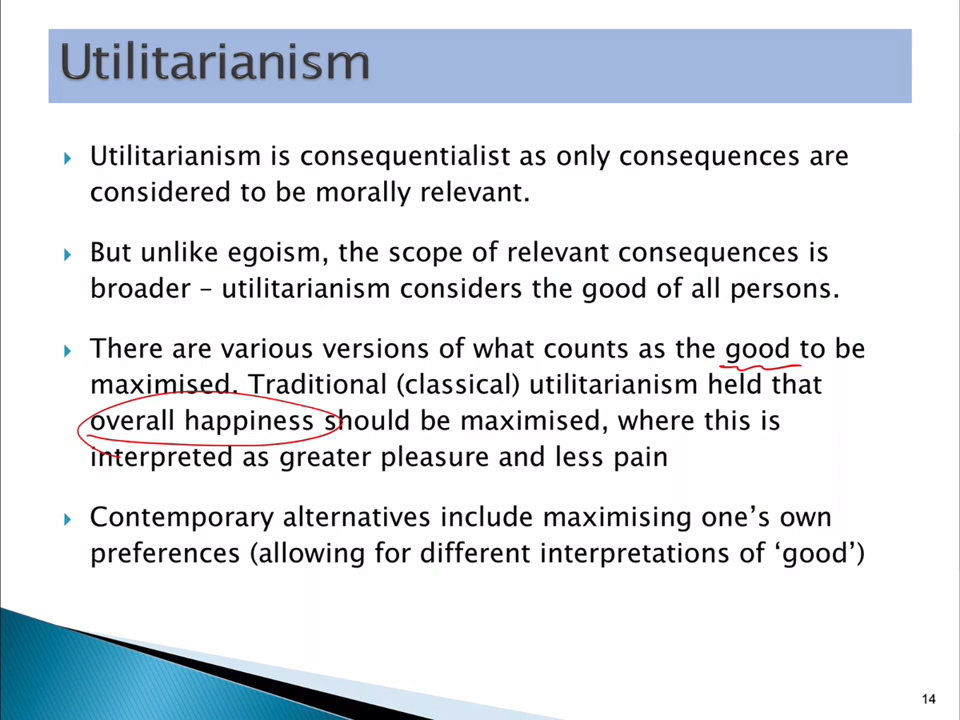 Utilitarianism
Utilitarianism is consequentialist as only consequences are
considered to be morally relevant.
But unlike egoism, the scope of relevant consequences is
broader – utilitarianism considers the good of all persons.
There are various versions of what counts as the good to be
maximised. Traditional (classical) utilitarianism held that
overall happiness should be maximised, where this is
interpreted as greater pleasure and less pain
Contemporary alternatives include maximising one’s own
preferences (allowing for different interpretations of ‘good’)
14